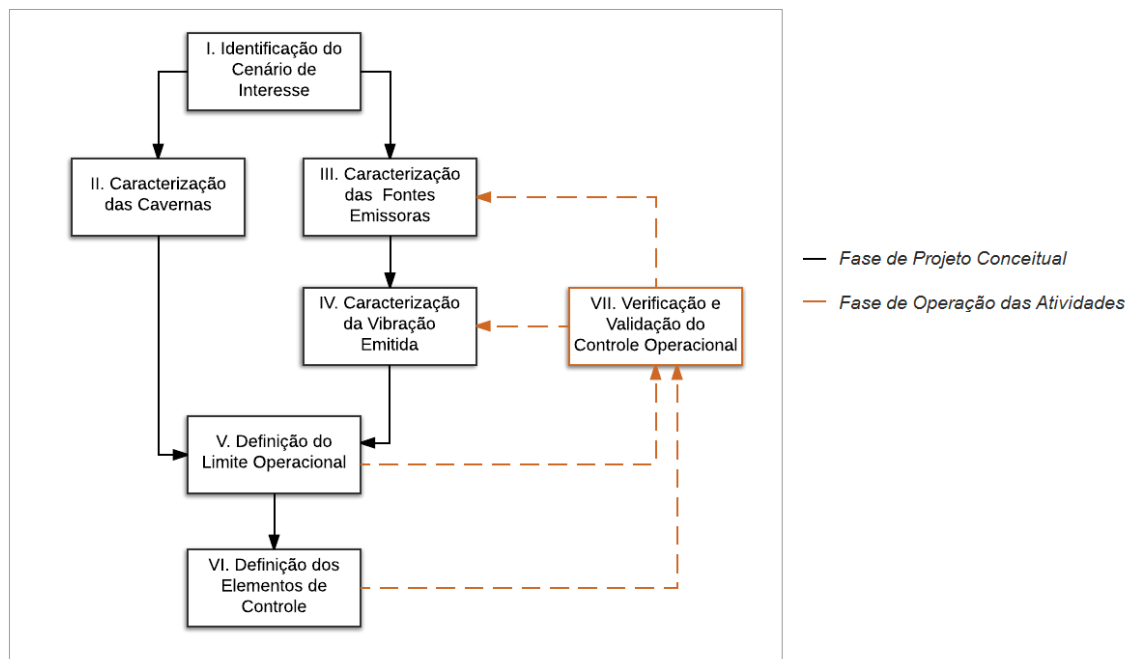 I. Identificação do
Cenário de
Interesse
II. Caracterização
das Cavernas
III. Caracterização
das Fontes
Emissoras
IV. Caracterização
da Vibração
Emitida
VII. Verificação e
Validação do
Controle Operacional
V. Definição do
Limite Operacional
VI. Definição dos
Elementos de
Controle
Fase de Projeto Conceitual
Fase de Operação das Atividades